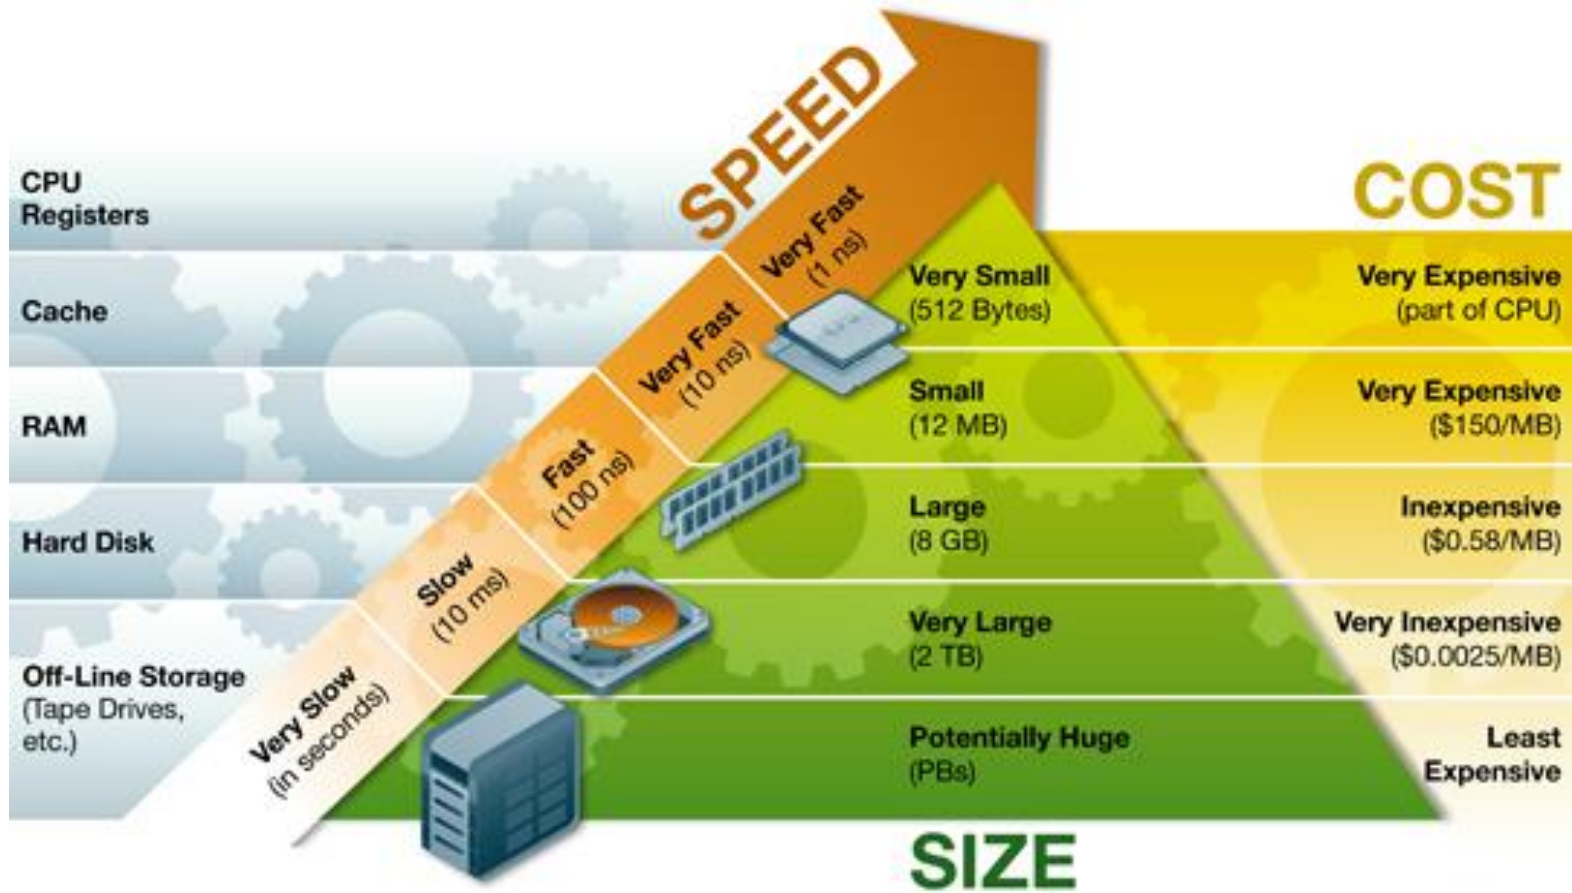 SPEED
COST
CPU
Registers
Very Fast
(1 ns)
Very Small
(512 Bytes)
Very Expensive
(part of CPU)
Cache
Very Fast
(10 ns)
Small
(12 MB)
Very Expensive
($150/MB)
RAM
Fast
(100 ns)
Large
(8 GB)
Inexpensive
($0.58/MB)
Hard Disk
Slow
(10 ms)
Very Large
(2 TB)
Very Inexpensive
($0.0025/MB)
Off-Line Storage
(Tape Drives,
etc.)
Very Slow
(in seconds)
Potentially Huge
(PBs)
Least
Expensive
SIZE